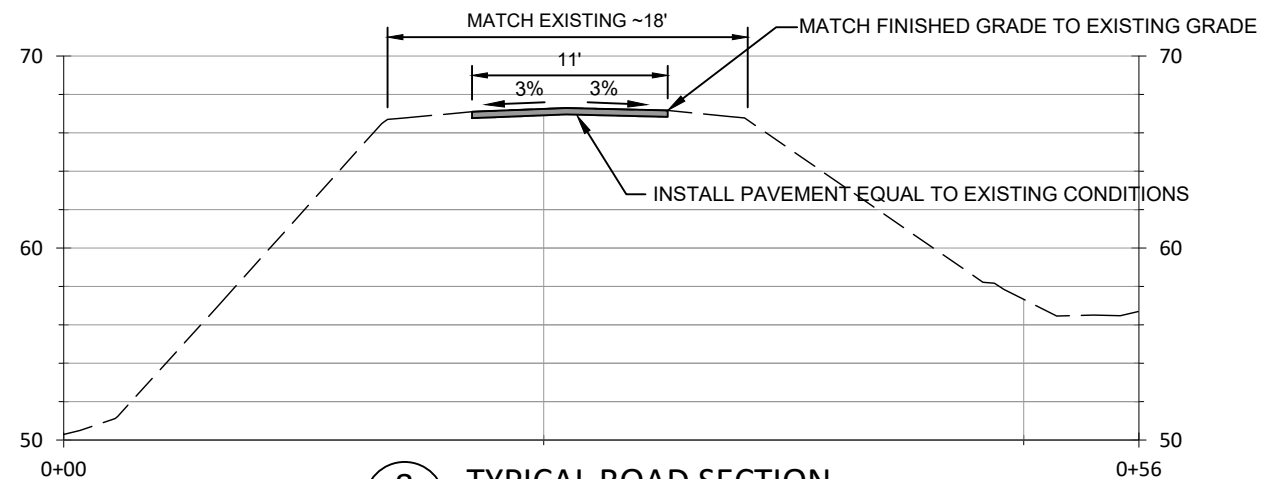 MATCH EXISTING ~18'
MATCH FINISHED GRADE TO EXISTING GRADE
70
70
11'
3%
3%
INSTALL PAVEMENT EQUAL TO EXISTING CONDITIONS
60
60
50
50
0+00
0+56
TYPICAL ROAD SECTION